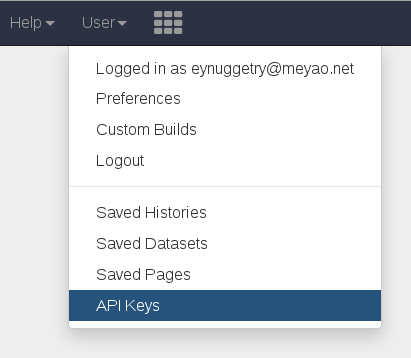 Help User
Logged in as eynuggetry@meyao.net
Preferences
Custom Builds
Logout
Saved Histories
Saved Datasets
Saved Pages
API Keys